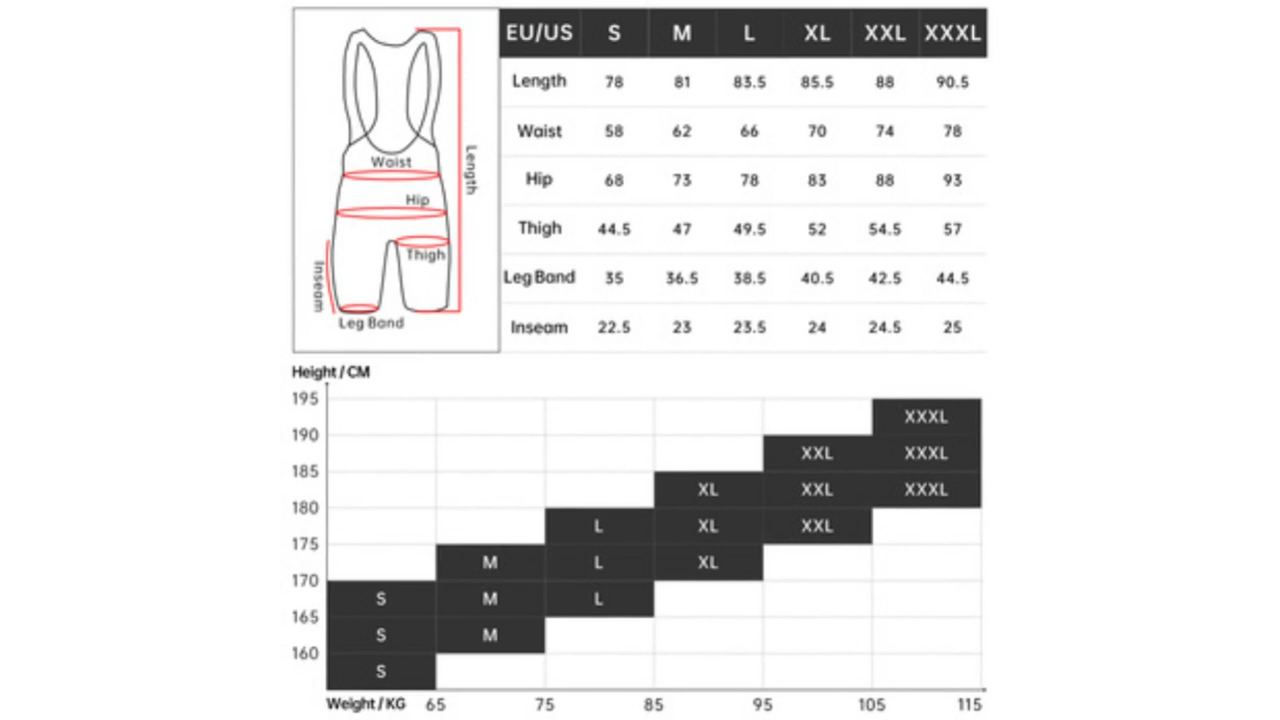 EU/US S M L XL XXL XXXL
Length 78 81 83.5 85.5 88 90.5
Waist 58 62 66 70 74 78
Hip 68 73 78 83 88 93
Thigh 44.5 47 49.5 52 54.5 57
Leg Band 35 36.5 38.5 40.5 42.5 44.5
Inseam 22.5 23 23.5 24 24.5 25
Waist
Length
Hip
Thigh
Inseam
Leg Band
Height / CM
195
XXXL
190
XXL XXXL
185
XL XXL XXXL
180
L XL XXL
175
M L XL
170
S M L
165
S M
160
S
Weight / KG 65 75 85 95 105 115